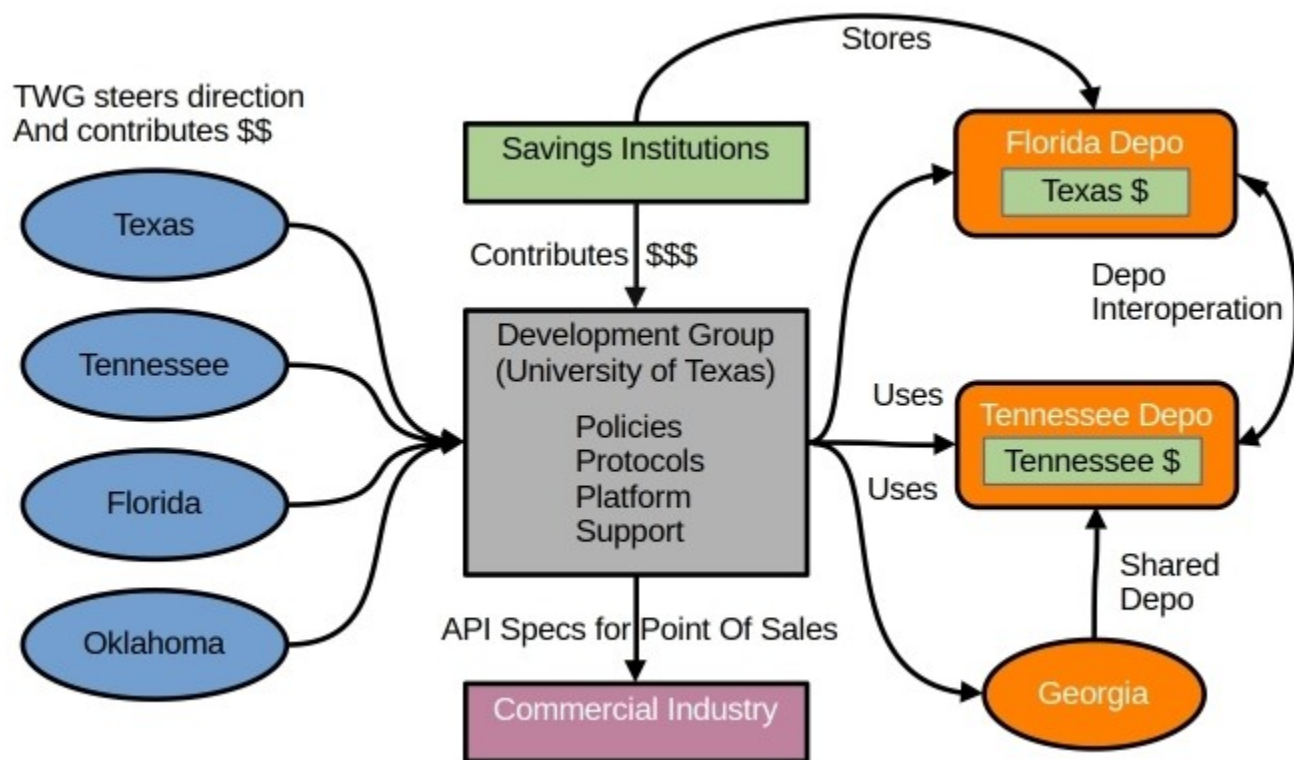 Stores
TWG steers direction
And contributes $$
Savings Institutions
Florida Depo
Texas $
Texas
Contributes $$$
Depo
Interoperation
Development Group
(University of Texas)
Tennessee
Policies
Protocols
Platform
Support
Uses
Tennessee Depo
Tennessee $
Uses
Florida
Shared
Depo
Oklahoma
API Specs for Point Of Sales
Georgia
Commercial Industry